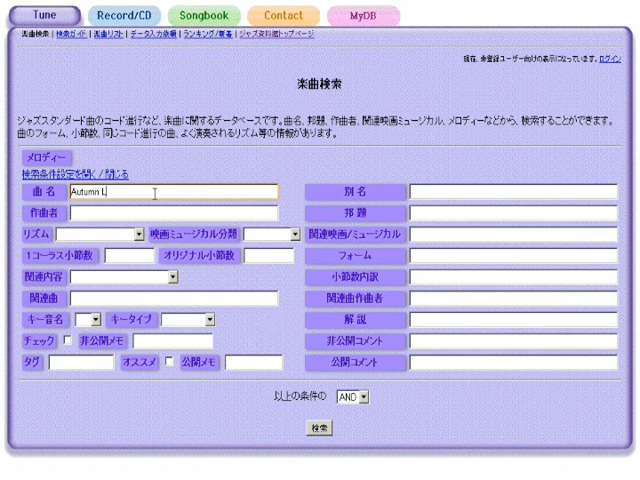 Tune Record/CD Songbook Contact MyDB
楽曲検索 | 検索ガイド | 楽曲リスト | データ入力依頼 | ランキング/新着 | ジャズ資料館トップページ
現在、未登録ユーザー向けの表示になっています。ログイン
楽曲検索
ジャズスタンダード曲のコード進行など、楽曲に関するデータベースです。曲名、邦題、作曲者、関連映画ミュージカル、メロディーなどから、検索することができます。
曲のフォーム、小節数、同じコード進行の曲、よく演奏されるリズム等の情報があります。
メロディー
検索条件設定を開く / 閉じる
曲 名 Autumn L 別 名
作曲者 邦 題
リズム 映画ミュージカル分類 関連映画/ミュージカル
1コーラス小節数 オリジナル小節数 フォーム
関連内容 小節数内訳
関連曲 関連曲作曲者
キー音名 キータイプ 解 説
チェック 非公開メモ 非公開コメント
タグ オススメ 公開メモ 公開コメント
以上の条件の AND
検索